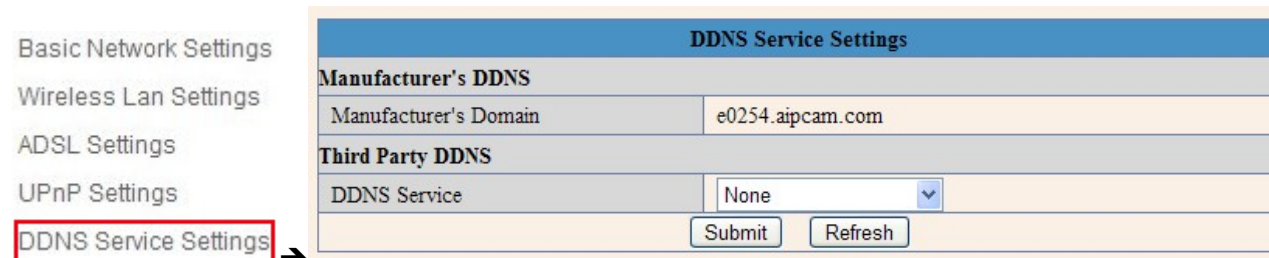 Basic Network Settings
Wireless Lan Settings
ADSL Settings
UPnP Settings
DDNS Service Settings
DDNS Service Settings
Manufacturer's DDNS
Manufacturer's Domain e0254.aipcam.com
Third Party DDNS
DDNS Service None
Submit Refresh